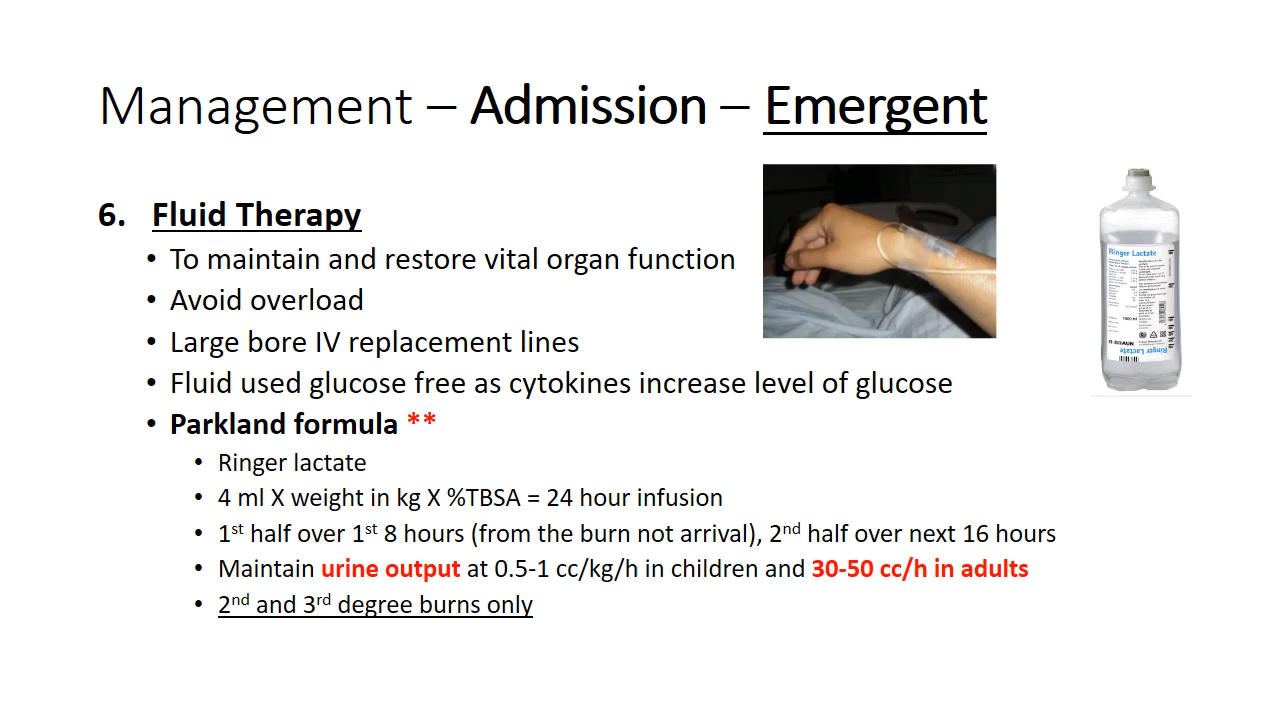 Management – Admission – Emergent
6. Fluid Therapy
• To maintain and restore vital organ function
• Avoid overload
• Large bore IV replacement lines
• Fluid used glucose free as cytokines increase level of glucose
• Parkland formula **
• Ringer lactate
• 4 ml X weight in kg X %TBSA = 24 hour infusion
• 1st half over 1st 8 hours (from the burn not arrival), 2nd half over next 16 hours
• Maintain urine output at 0.5-1 cc/kg/h in children and 30-50 cc/h in adults
• 2nd and 3rd degree burns only
Ringer Lactate
1000 ml
B|BRAUN
Ringer Lactate